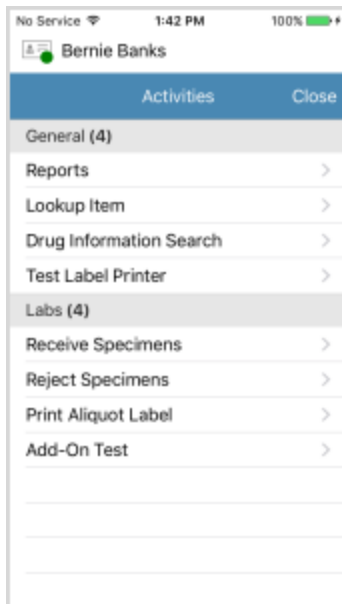 No Service 1:42 PM 100%
Bernie Banks
Activities Close
General (4)
Reports
Lookup Item
Drug Information Search
Test Label Printer
Labs (4)
Receive Specimens
Reject Specimens
Print Aliquot Label
Add-On Test